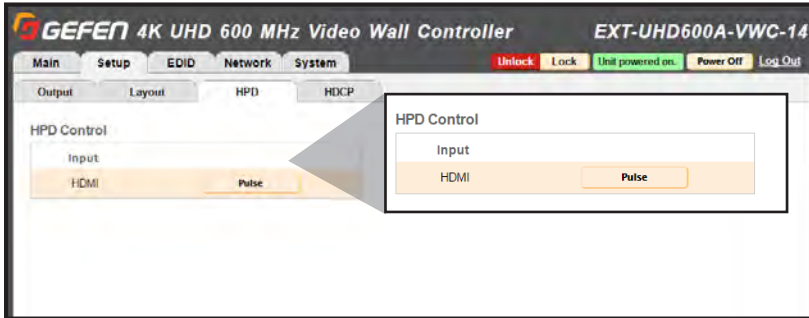 GEFEN 4K UHD 600 MHz Video Wall Controller EXT-UHD600A-VWC-14
Main Setup EDID Network System Unlock Lock Unit powered on. Power Off Log Out
Output Layout HPD HDCP
HPD Control
Input
HDMI Pulse
HPD Control
Input
HDMI Pulse